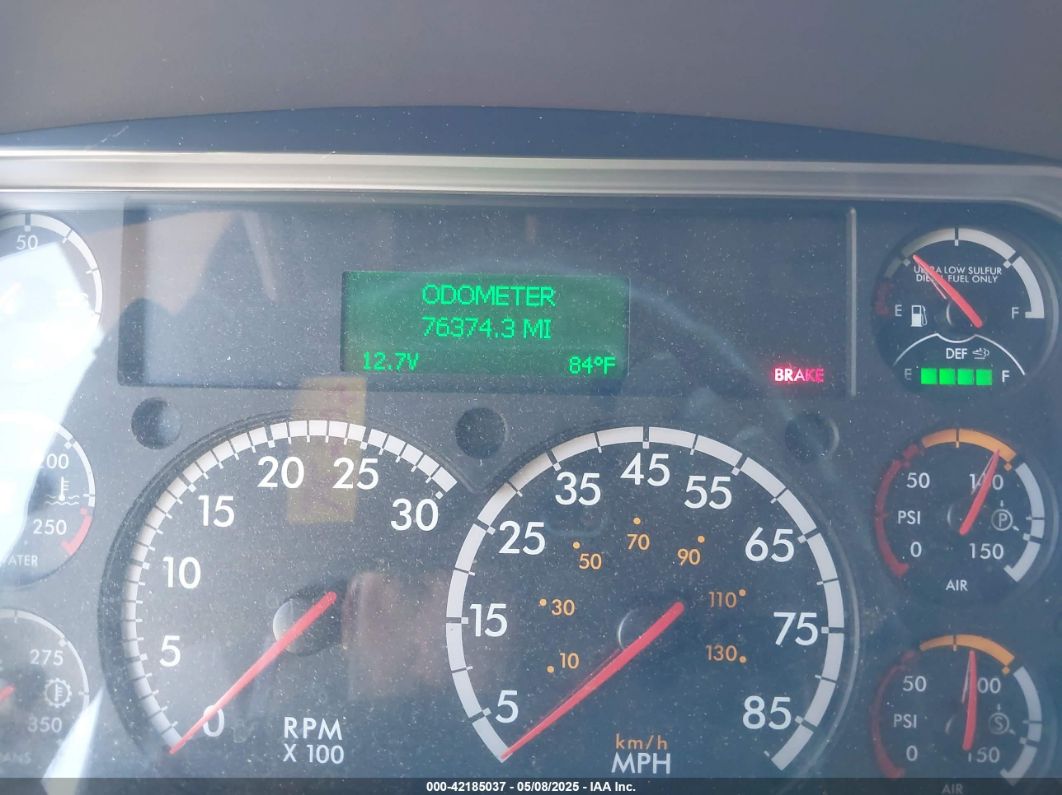 50
ODOMETER
76374.3 MI
12.7V 84°F
BRAKE
ULTRA LOW SULFUR
DIESEL FUEL ONLY
E F
DEF
E F
200
250
WATER
275
350
TRANS
0 5 10 15 20 25 30
RPM
X 100
5 15 25 35 45 55 65 75 85
10 30 50 70 90 110 130
km/h
MPH
50 100
PSI
P
0 150
AIR
50 100
PSI
S
0 150
AIR
000-42185037 - 05/08/2025 - IAA Inc.